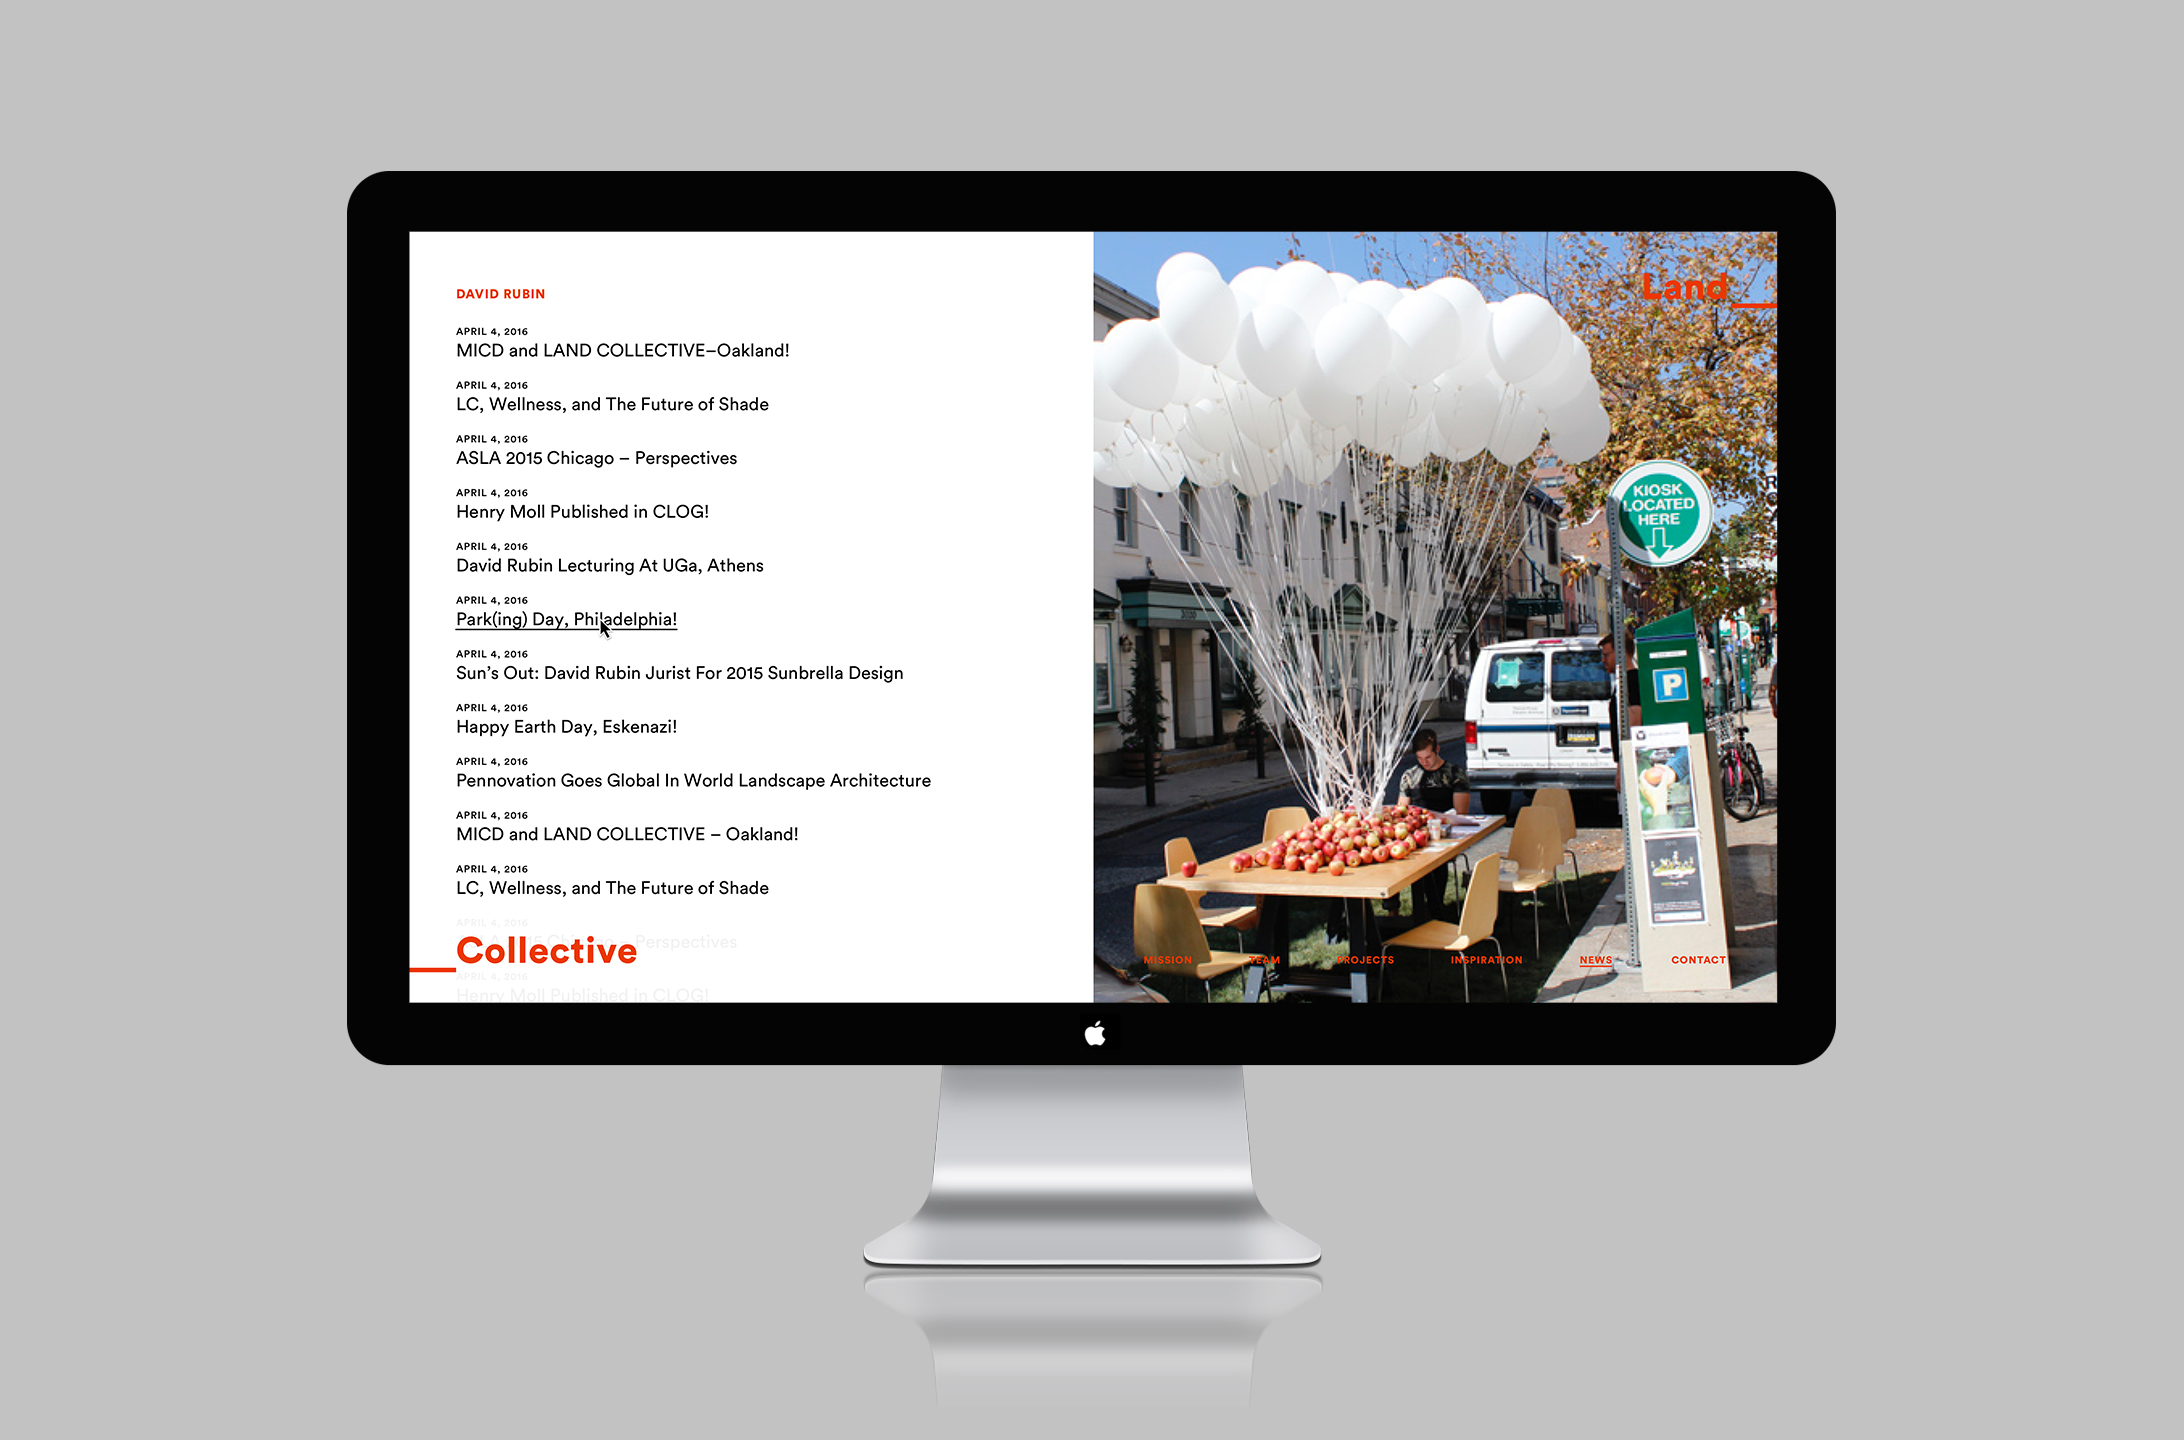 DAVID RUBIN
APRIL 4, 2016
MICD and LAND COLLECTIVE–Oakland!
APRIL 4, 2016
LC, Wellness, and The Future of Shade
APRIL 4, 2016
ASLA 2015 Chicago – Perspectives
APRIL 4, 2016
Henry Moll Published in CLOG!
APRIL 4, 2016
David Rubin Lecturing At UGa, Athens
APRIL 4, 2016
Park(ing) Day, Philadelphia!
APRIL 4, 2016
Sun’s Out: David Rubin Jurist For 2015 Sunbrella Design
APRIL 4, 2016
Happy Earth Day, Eskenazi!
APRIL 4, 2016
Pennovation Goes Global In World Landscape Architecture
APRIL 4, 2016
MICD and LAND COLLECTIVE – Oakland!
APRIL 4, 2016
LC, Wellness, and The Future of Shade
APRIL 4, 2016
ASLA 2015 Chicago – Perspectives
Collective
APRIL 4, 2016
Henry Moll Published in CLOG!
Land
KIOSK
LOCATED
HERE
P
MISSION TEAM PROJECTS INSPIRATION NEWS CONTACT